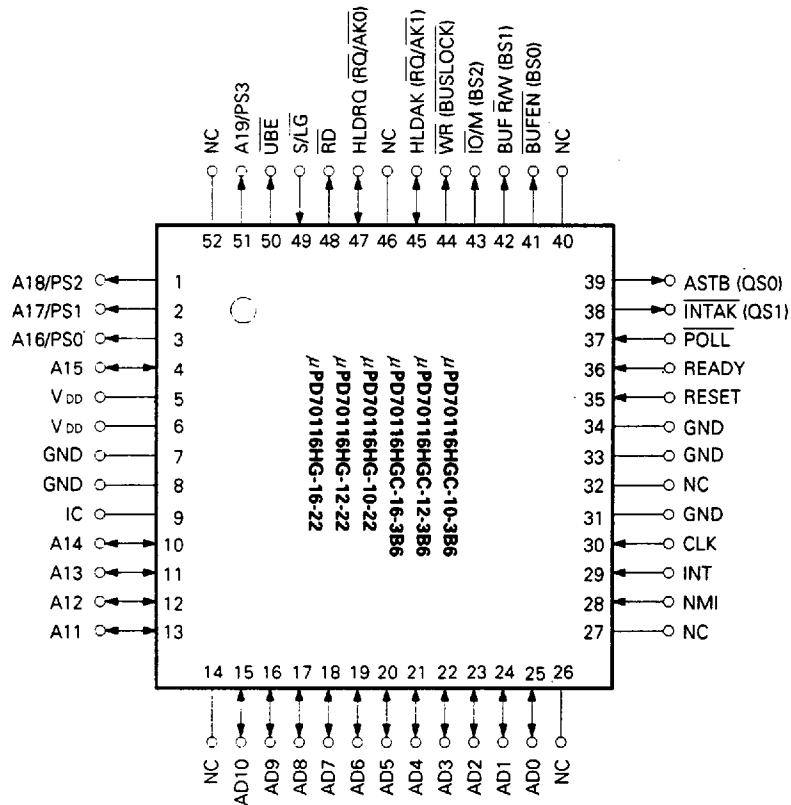 NC
A19/PS3
UBE
S/LG
RD
HLDRQ (RQ/AK0)
NC
HLDAK (RQ/AK1)
WR (BUSLOCK)
IO/M (BS2)
BUF R/W (BS1)
BUFEN (BS0)
NC
52 51 50 49 48 47 46 45 44 43 42 41 40
A18/PS2 1
A17/PS1 2
A16/PS0 3
A15 4
VDD 5
VDD 6
GND 7
GND 8
IC 9
A14 10
A13 11
A12 12
A11 13
µPD70116HG-16-22
µPD70116HG-12-22
µPD70116HG-10-22
µPD70116HGC-16-3B6
µPD70116HGC-12-3B6
µPD70116HGC-10-3B6
39 ASTB (QS0)
38 INTAK (QS1)
37 POLL
36 READY
35 RESET
34 GND
33 GND
32 NC
31 GND
30 CLK
29 INT
28 NMI
27 NC
14 15 16 17 18 19 20 21 22 23 24 25 26
NC
AD10
AD9
AD8
AD7
AD6
AD5
AD4
AD3
AD2
AD1
AD0
NC